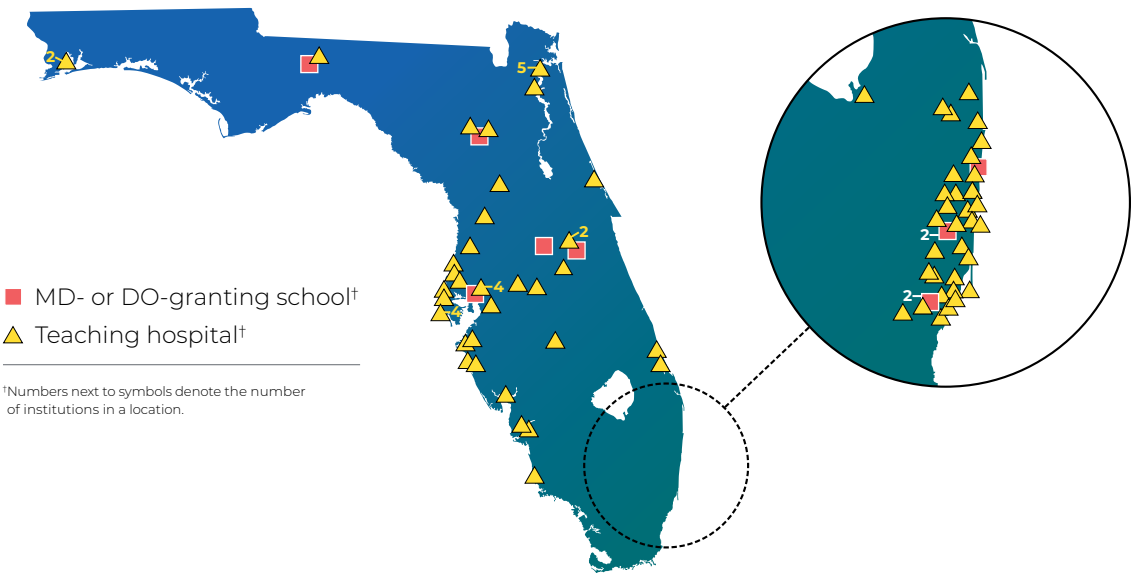 2
5
2
4
4
2
2
MD- or DO-granting school†
Teaching hospital†
†Numbers next to symbols denote the number
of institutions in a location.